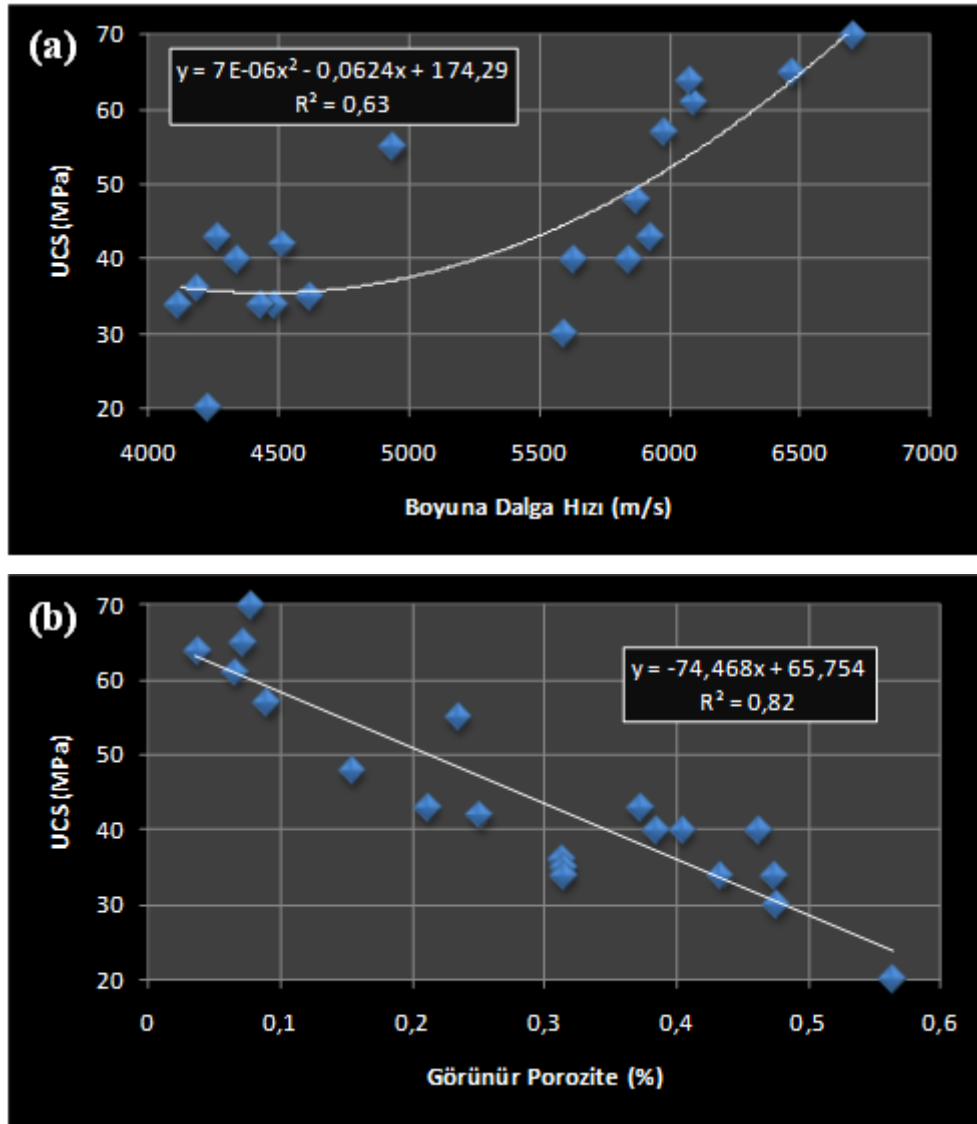 (a)
y = 7E-06x² - 0,0624x + 174,29
R² = 0,63
70
60
50
40
30
20
UCS (MPa)
4000 4500 5000 5500 6000 6500 7000
Boyuna Dalga Hızı (m/s)
(b)
y = -74,468x + 65,754
R² = 0,82
70
60
50
40
30
20
UCS (MPa)
0 0,1 0,2 0,3 0,4 0,5 0,6
Görünür Porozite (%)